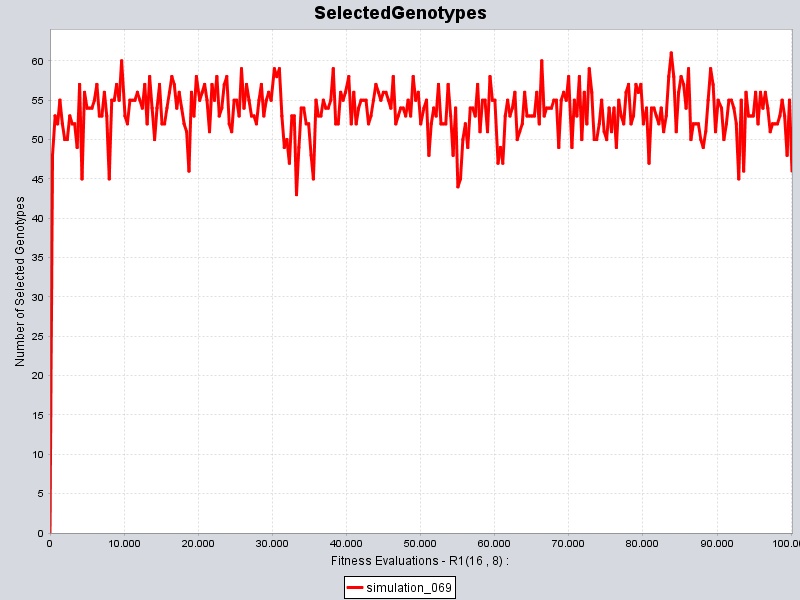 SelectedGenotypes
Number of Selected Genotypes
60
55
50
45
40
35
30
25
20
15
10
5
0
0 10.000 20.000 30.000 40.000 50.000 60.000 70.000 80.000 90.000 100.00
Fitness Evaluations - R1(16 , 8) :
simulation_069